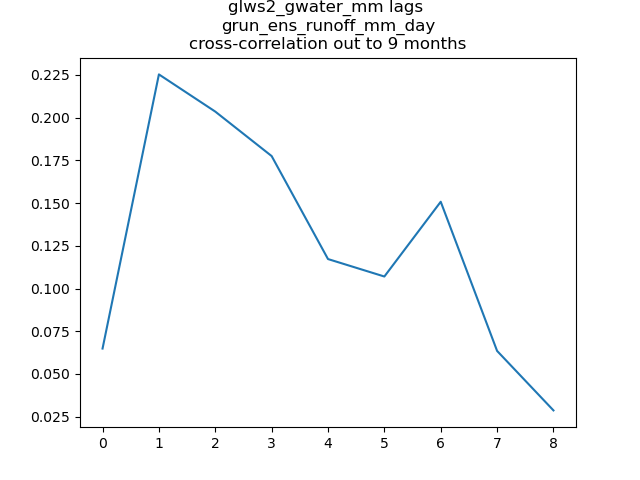 glws2_gwater_mm lags
grun_ens_runoff_mm_day
cross-correlation out to 9 months
0.225
0.200
0.175
0.150
0.125
0.100
0.075
0.050
0.025
0 1 2 3 4 5 6 7 8